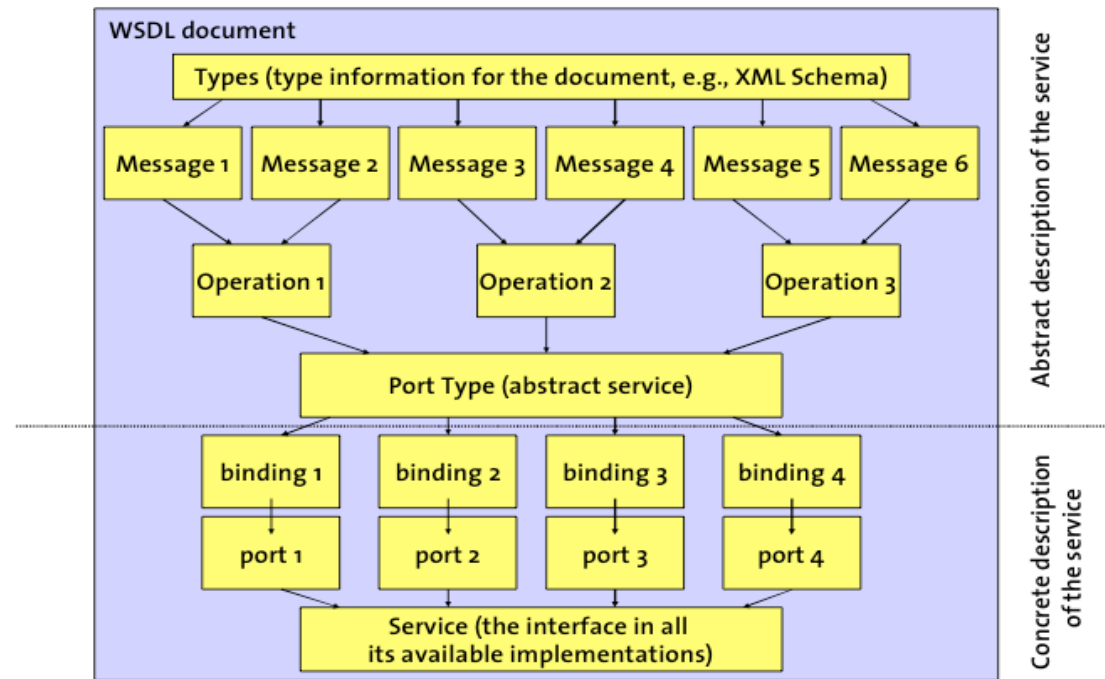 WSDL document
Types (type information for the document, e.g., XML Schema)
Message 1
Message 2
Message 3
Message 4
Message 5
Message 6
Operation 1
Operation 2
Operation 3
Port Type (abstract service)
Abstract description of the service
binding 1
binding 2
binding 3
binding 4
port 1
port 2
port 3
port 4
Service (the interface in all
its available implementations)
Concrete description
of the service